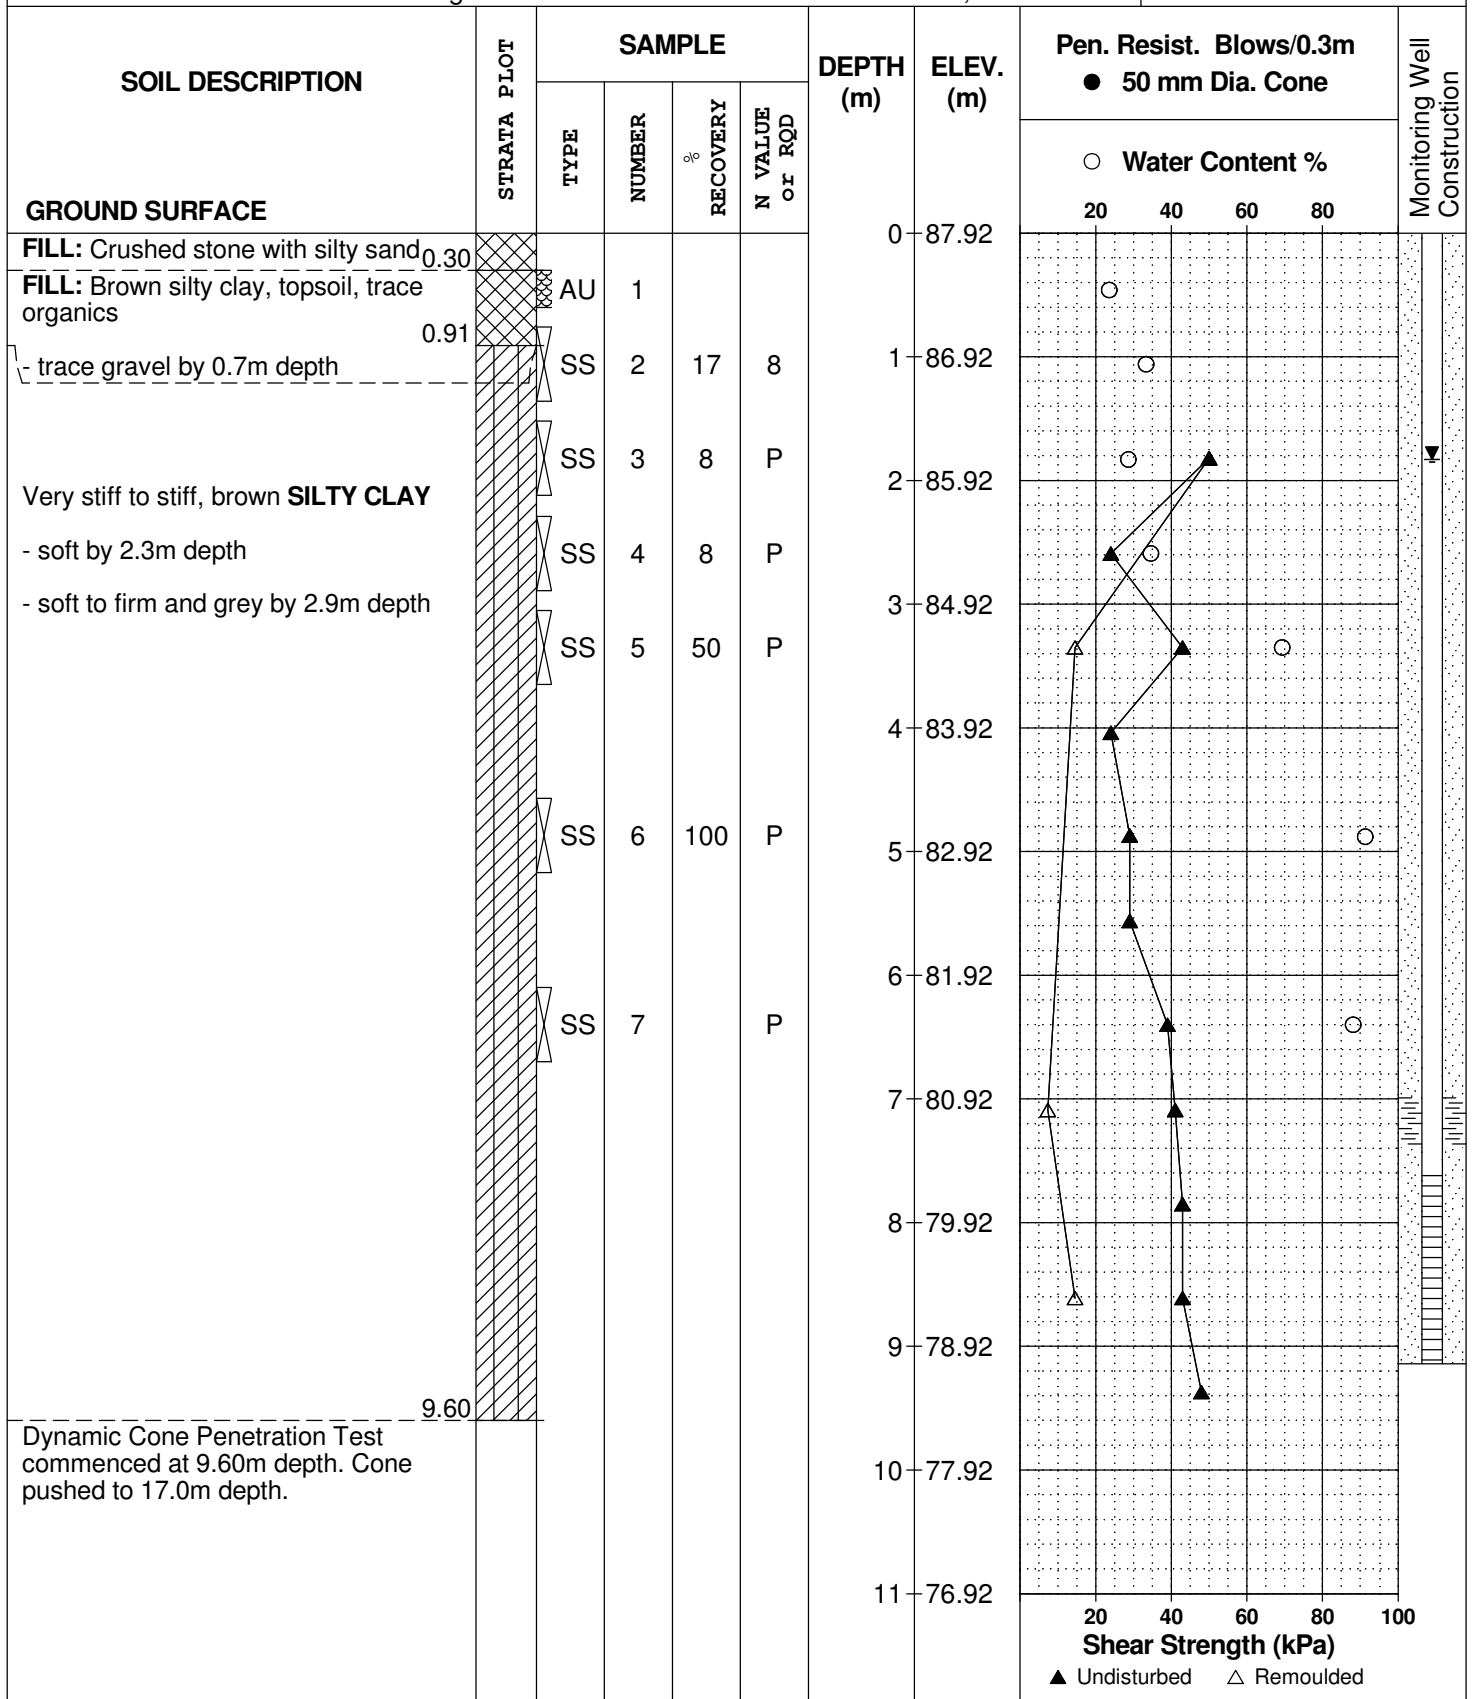 SOIL DESCRIPTION
GROUND SURFACE
STRATA PLOT
SAMPLE
TYPE
NUMBER
% RECOVERY
N VALUE or RQD
DEPTH (m)
ELEV. (m)
Pen. Resist. Blows/0.3m
● 50 mm Dia. Cone
○ Water Content %
20 40 60 80
Monitoring Well Construction
FILL: Crushed stone with silty sand 0.30
FILL: Brown silty clay, topsoil, trace
organics
0.91
- trace gravel by 0.7m depth
Very stiff to stiff, brown SILTY CLAY
- soft by 2.3m depth
- soft to firm and grey by 2.9m depth
9.60
Dynamic Cone Penetration Test
commenced at 9.60m depth. Cone
pushed to 17.0m depth.
AU 1
SS 2 17 8
SS 3 8 P
SS 4 8 P
SS 5 50 P
SS 6 100 P
SS 7 P
0 87.92
1 86.92
2 85.92
3 84.92
4 83.92
5 82.92
6 81.92
7 80.92
8 79.92
9 78.92
10 77.92
11 76.92
20 40 60 80 100
Shear Strength (kPa)
▲ Undisturbed △ Remoulded